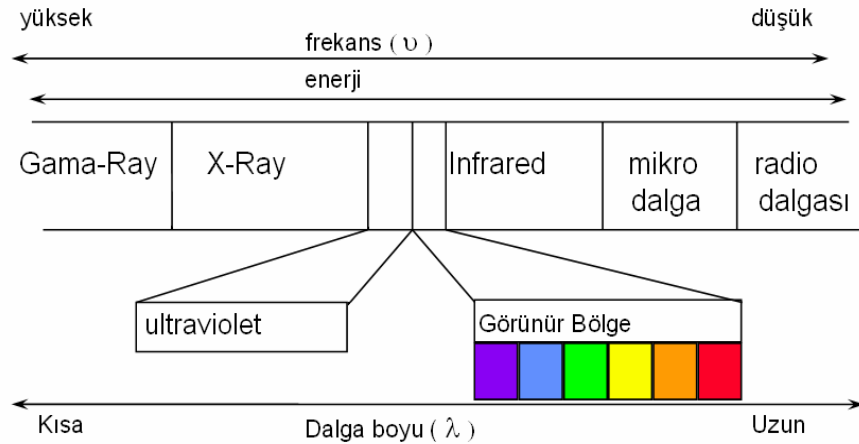 yüksek
düşük
frekans ( υ )
enerji
Gama-Ray
X-Ray
Infrared
mikro
dalga
radio
dalgası
ultraviolet
Görünür Bölge
Kısa
Dalga boyu ( λ )
Uzun